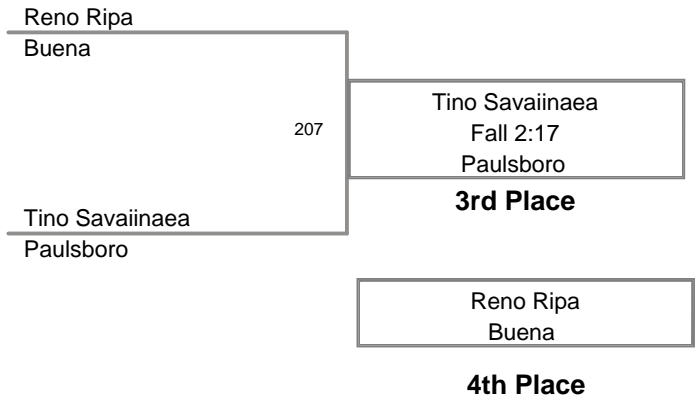 Reno Ripa
Buena
Tino Savaiinaea
Fall 2:17
207
Paulsboro
3rd Place
Tino Savaiinaea
Paulsboro
Reno Ripa
Buena
4th Place